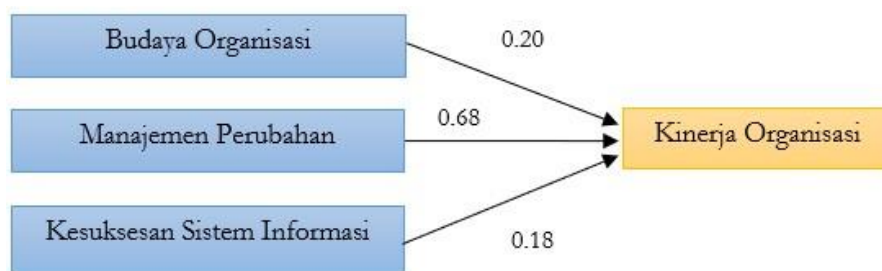 Budaya Organisasi
0.20
Manajemen Perubahan
0.68
Kinerja Organisasi
Kesuksesan Sistem Informasi
0.18